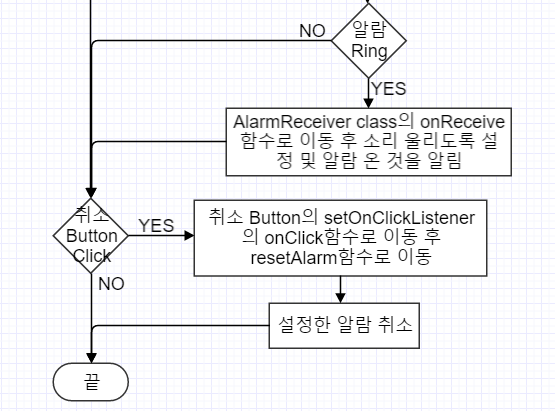 NO
알람
Ring
YES
AlarmReceiver class의 onReceive
함수로 이동 후 소리 울리도록 설
정 및 알람 온 것을 알림
취소
Button
Click
YES
취소 Button의 setOnClickListener
의 onClick함수로 이동 후
resetAlarm함수로 이동
NO
설정한 알람 취소
끝